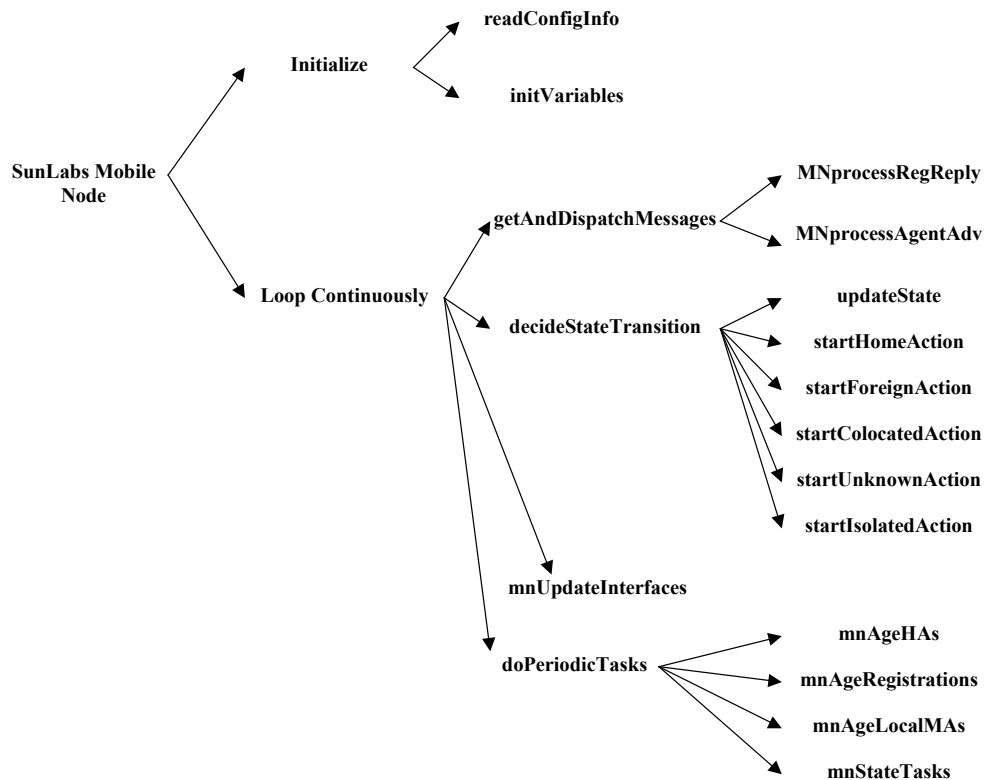 readConfigInfo
Initialize
initVariables
SunLabs Mobile
Node
MNprocessRegReply
getAndDispatchMessages
MNprocessAgentAdv
Loop Continuously
updateState
decideStateTransition
startHomeAction
startForeignAction
startColocatedAction
startUnknownAction
startIsolatedAction
mnUpdateInterfaces
mnAgeHAs
doPeriodicTasks
mnAgeRegistrations
mnAgeLocalMAs
mnStateTasks